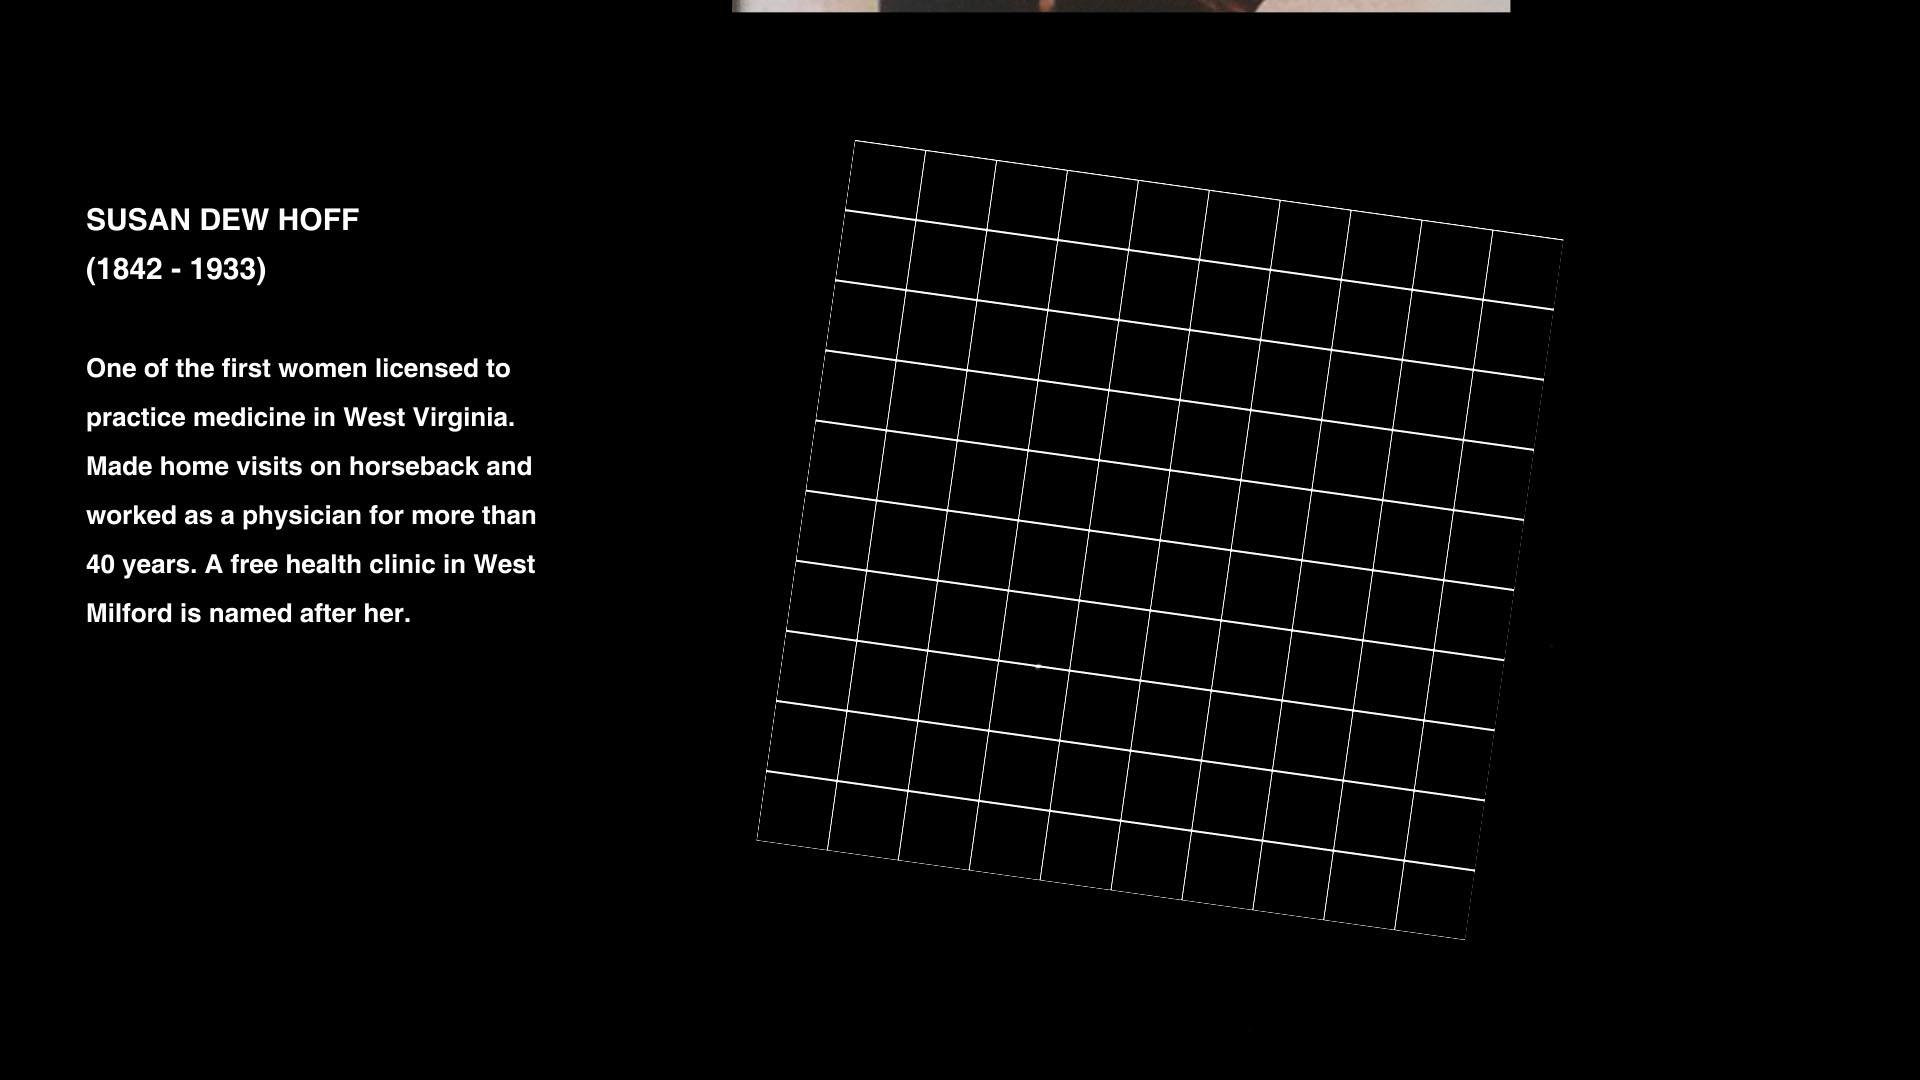 SUSAN DEW HOFF
(1842 - 1933)
One of the first women licensed to
practice medicine in West Virginia.
Made home visits on horseback and
worked as a physician for more than
40 years. A free health clinic in West
Milford is named after her.